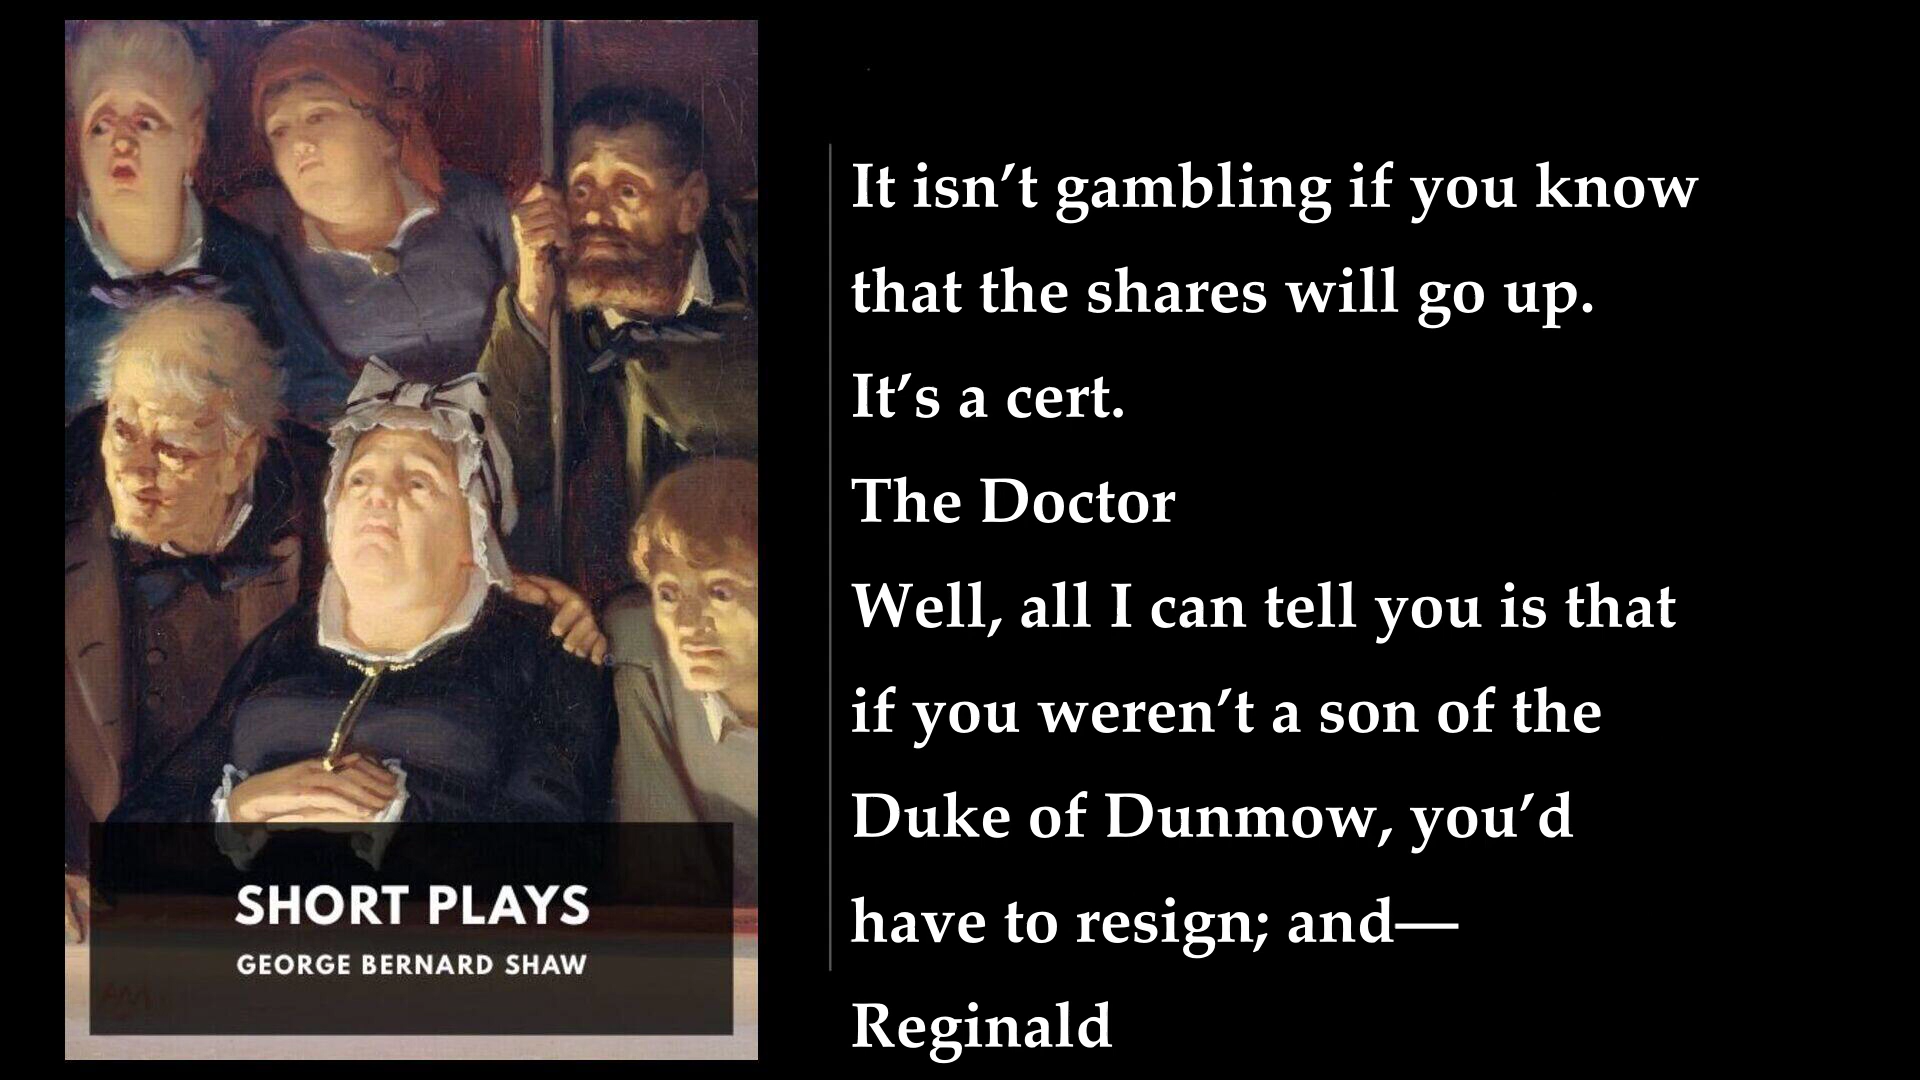 SHORT PLAYS
GEORGE BERNARD SHAW
It isn’t gambling if you know
that the shares will go up.
It’s a cert.
The Doctor
Well, all I can tell you is that
if you weren’t a son of the
Duke of Dunmow, you’d
have to resign; and—
Reginald